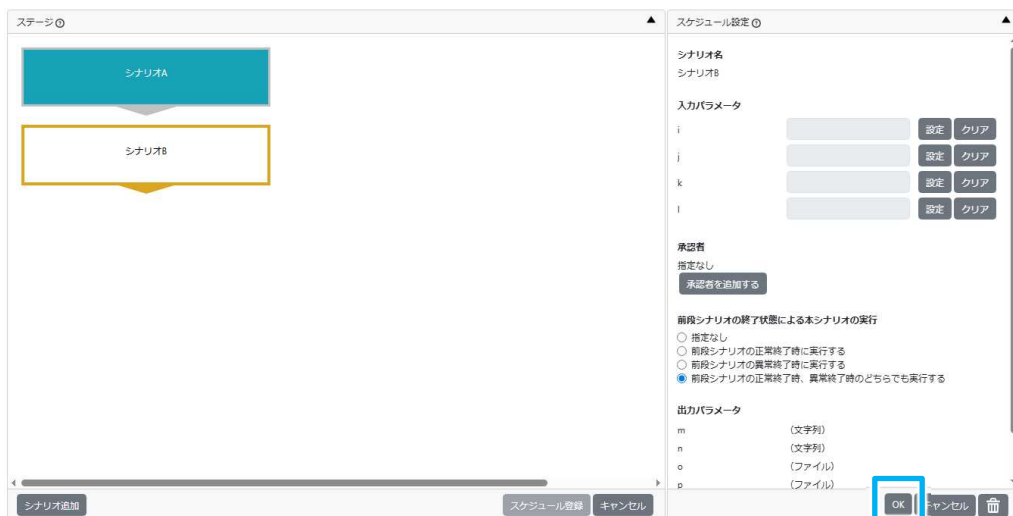 ステージ
シナリオA
シナリオB
シナリオ追加
スケジュール登録 キャンセル
スケジュール設定
シナリオ名
シナリオB
入力パラメータ
i 設定 クリア
j 設定 クリア
k 設定 クリア
l 設定 クリア
承認者
指定なし
承認者を追加する
前段シナリオの終了状態による本シナリオの実行
指定なし
前段シナリオの正常終了時に実行する
前段シナリオの異常終了時に実行する
前段シナリオの正常終了時、異常終了時のどちらでも実行する
出力パラメータ
m (文字列)
n (文字列)
o (ファイル)
p (ファイル)
OK キャンセル